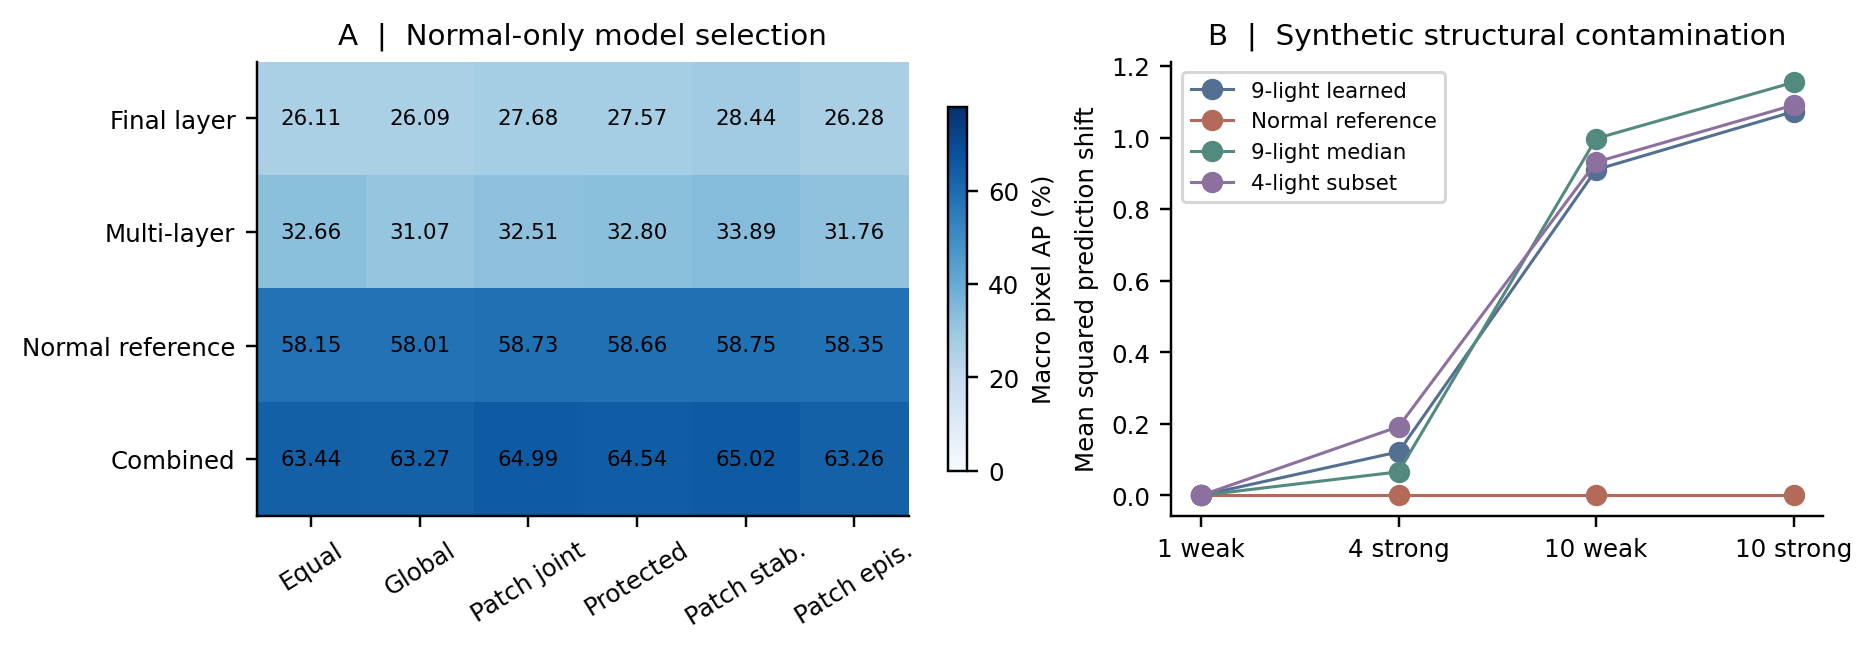 A | Normal-only model selection
Final layer
26.11 26.09 27.68 27.57 28.44 26.28
Multi-layer
32.66 31.07 32.51 32.80 33.89 31.76
Normal reference
58.15 58.01 58.73 58.66 58.75 58.35
Combined
63.44 63.27 64.99 64.54 65.02 63.26
Equal
Global
Patch joint
Protected
Patch stab.
Patch epis.
60
40
20
0
Macro pixel AP (%)
B | Synthetic structural contamination
Mean squared prediction shift
1.2
1.0
0.8
0.6
0.4
0.2
0.0
9-light learned
Normal reference
9-light median
4-light subset
1 weak
4 strong
10 weak
10 strong